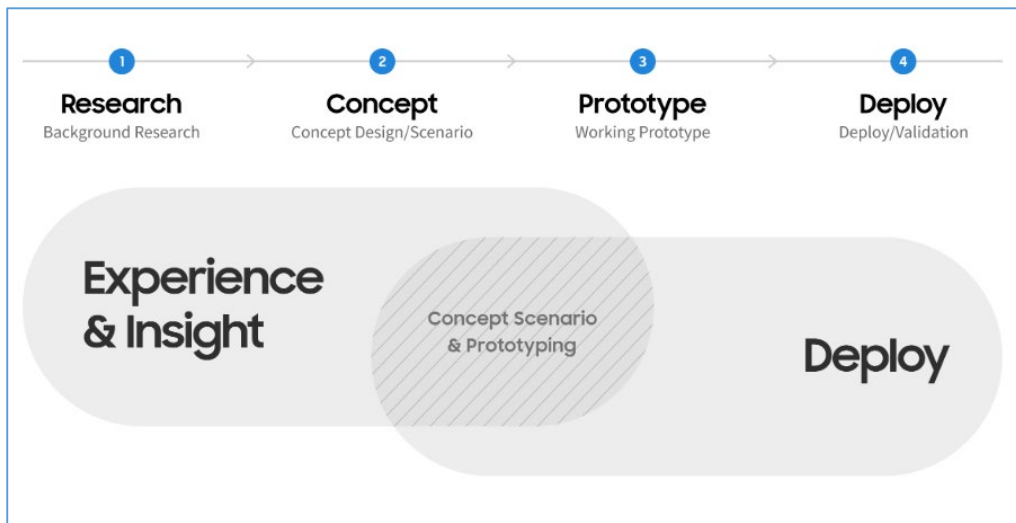 1
2
3
4
Research
Concept
Prototype
Deploy
Background Research
Concept Design/Scenario
Working Prototype
Deploy/Validation
Experience
& Insight
Concept Scenario
& Prototyping
Deploy